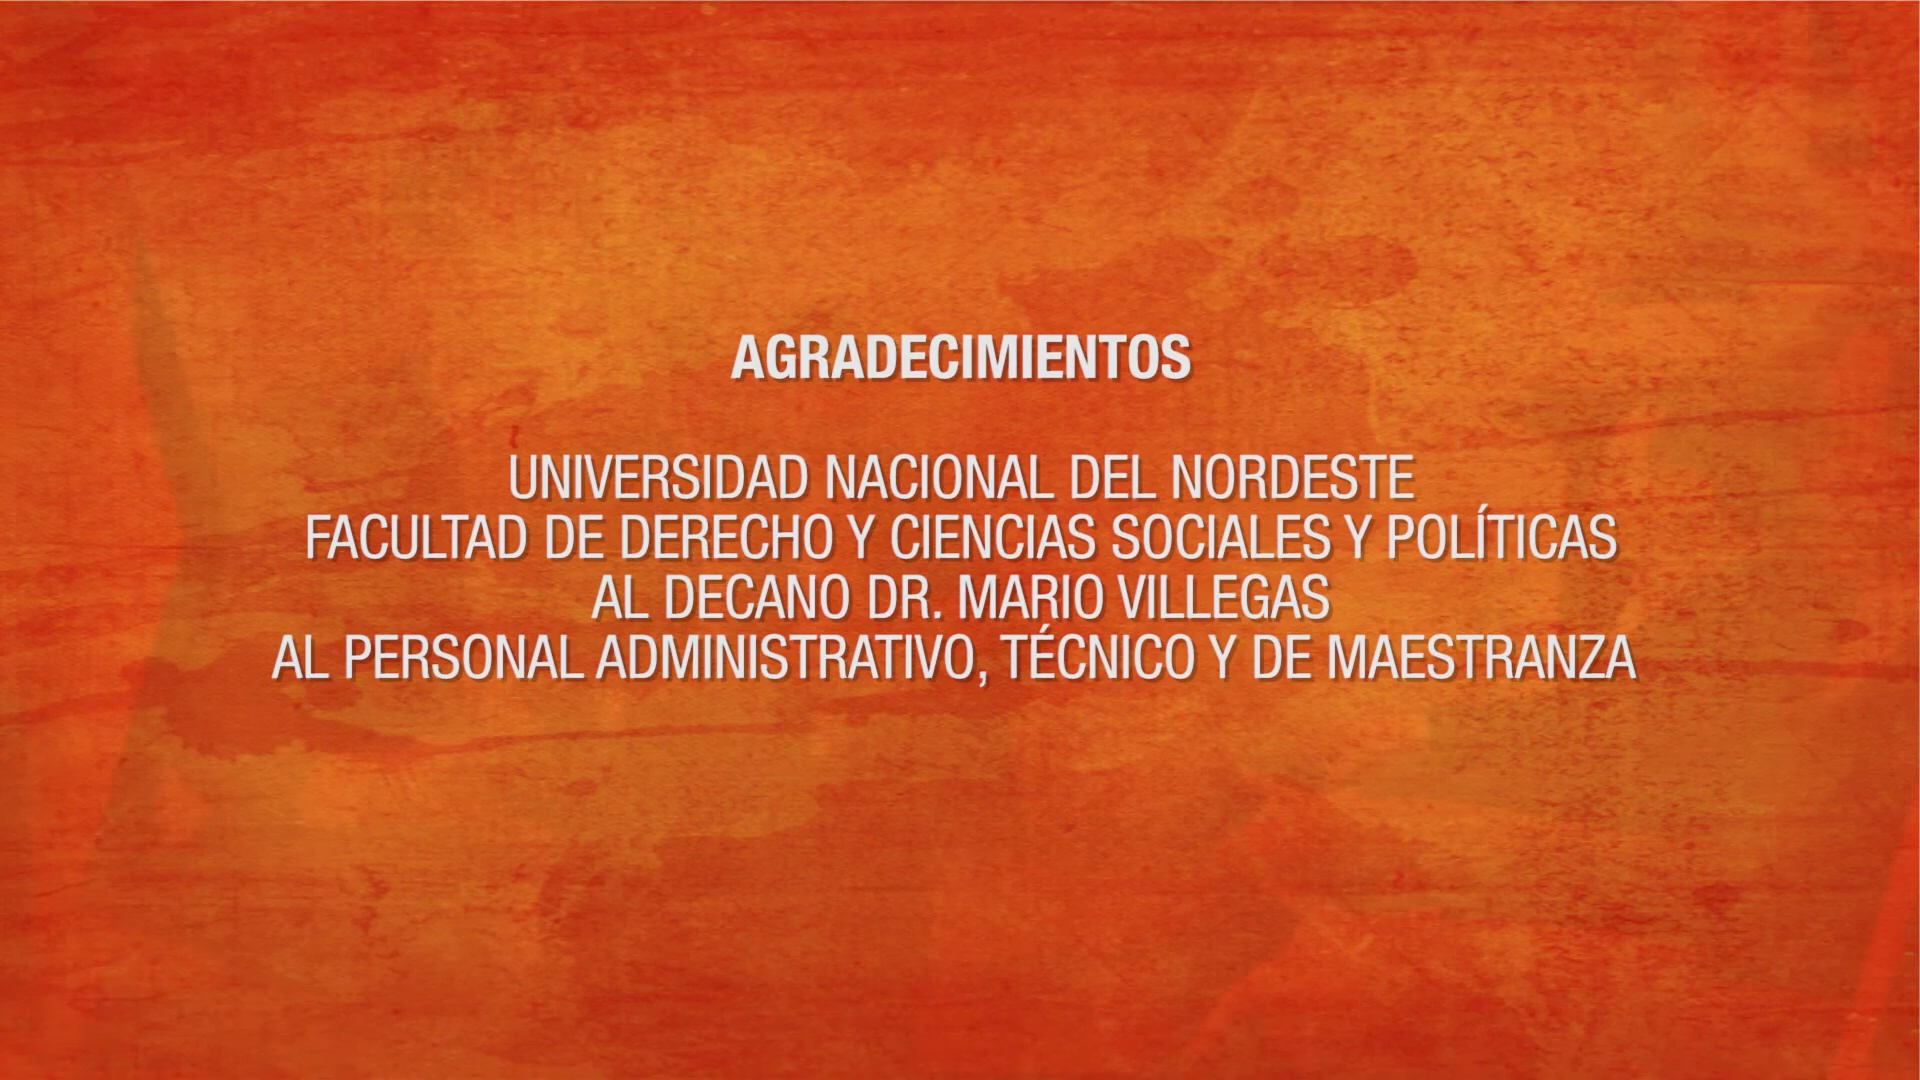 AGRADECIMIENTOS
UNIVERSIDAD NACIONAL DEL NORDESTE
FACULTAD DE DERECHO Y CIENCIAS SOCIALES Y POLÍTICAS
AL DECANO DR. MARIO VILLEGAS
AL PERSONAL ADMINISTRATIVO, TÉCNICO Y DE MAESTRANZA